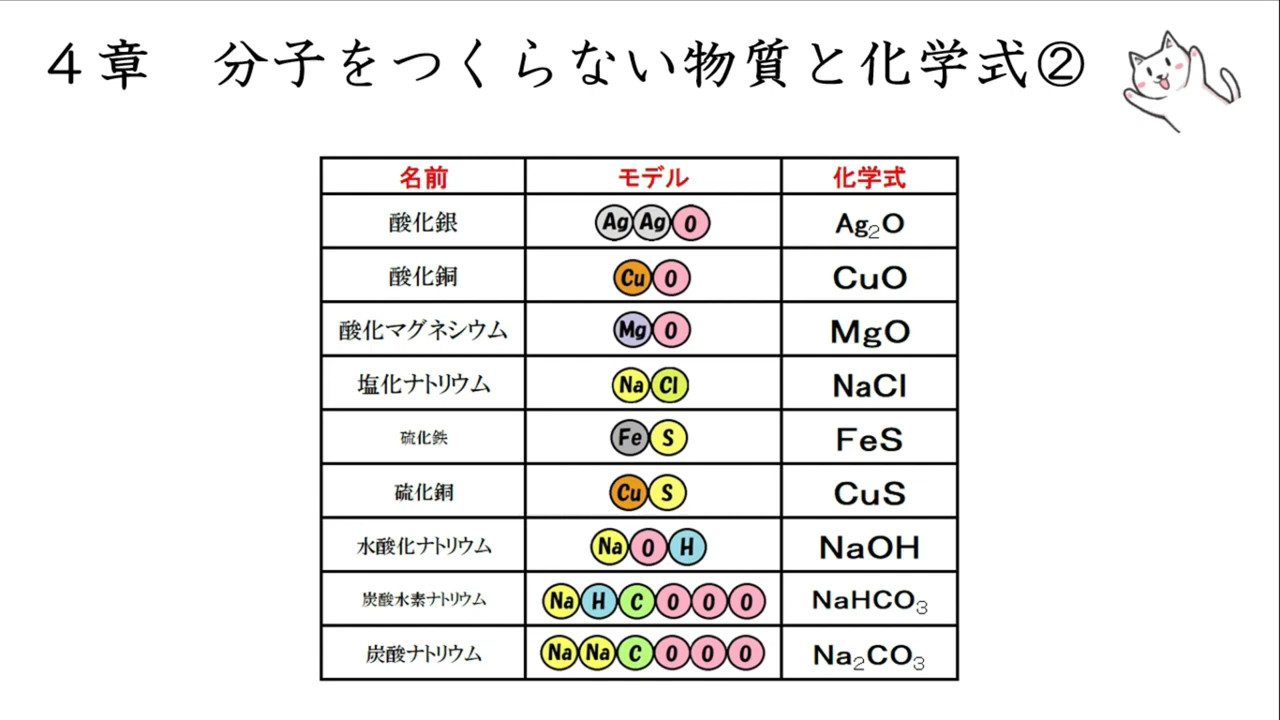 ４章　分子をつくらない物質と化学式②
名前 モデル 化学式
酸化銀 Ag Ag O Ag₂O
酸化銅 Cu O CuO
酸化マグネシウム Mg O MgO
塩化ナトリウム Na Cl NaCl
硫化鉄 Fe S FeS
硫化銅 Cu S CuS
水酸化ナトリウム Na O H NaOH
炭酸水素ナトリウム Na H C O O O NaHCO₃
炭酸ナトリウム Na Na C O O O Na₂CO₃